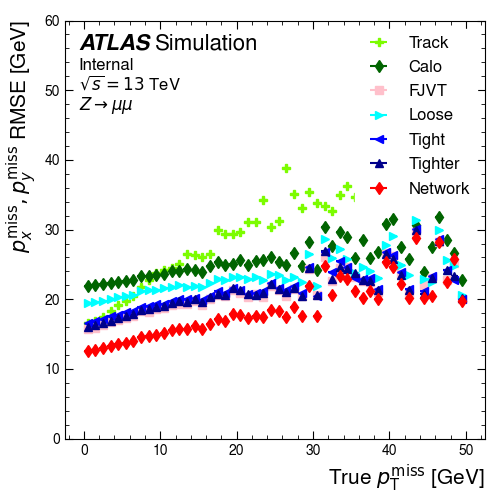 ATLAS Simulation
Internal
√s = 13 TeV
Z → μμ
Track
Calo
FJVT
Loose
Tight
Tighter
Network
p_x^miss, p_y^miss RMSE [GeV]
60
50
40
30
20
10
0
0 10 20 30 40 50
True p_T^miss [GeV]